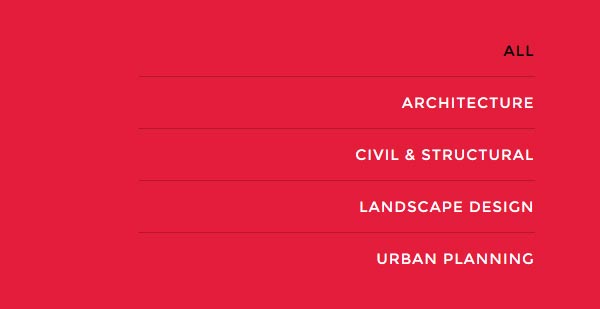 ALL
ARCHITECTURE
CIVIL & STRUCTURAL
LANDSCAPE DESIGN
URBAN PLANNING